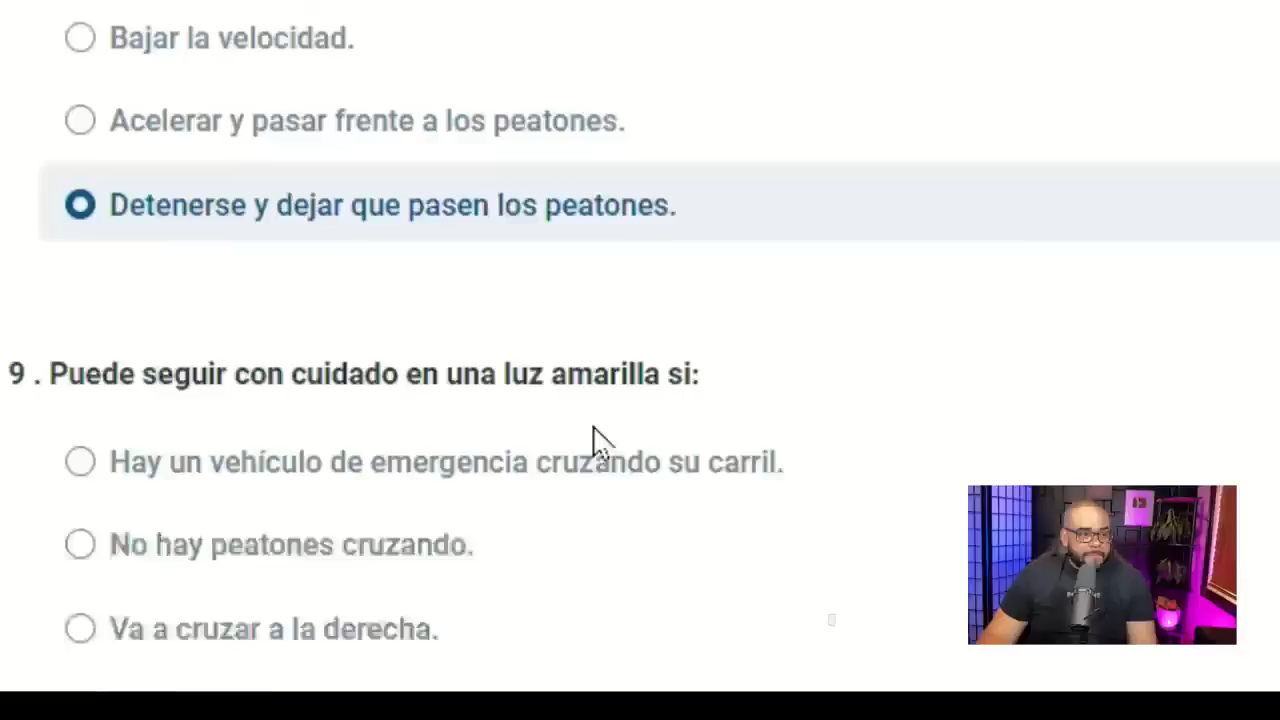 Bajar la velocidad.
Acelerar y pasar frente a los peatones.
Detenerse y dejar que pasen los peatones.
9 . Puede seguir con cuidado en una luz amarilla si:
Hay un vehículo de emergencia cruzando su carril.
No hay peatones cruzando.
Va a cruzar a la derecha.